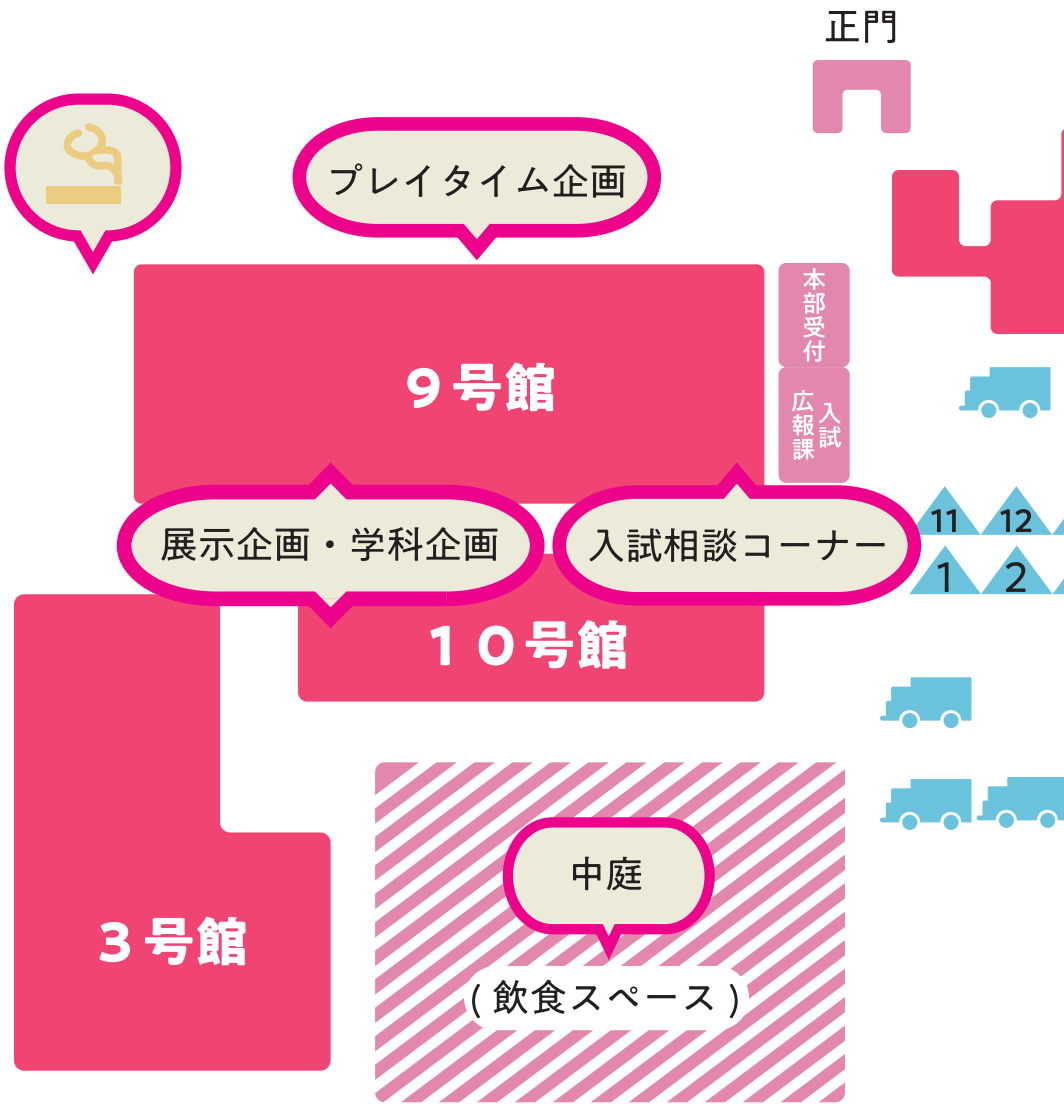 正門
プレイタイム企画
本部受付
9号館
入試
広報課
11
12
展示企画・学科企画
入試相談コーナー
1
2
10号館
中庭
3号館
(飲食スペース)